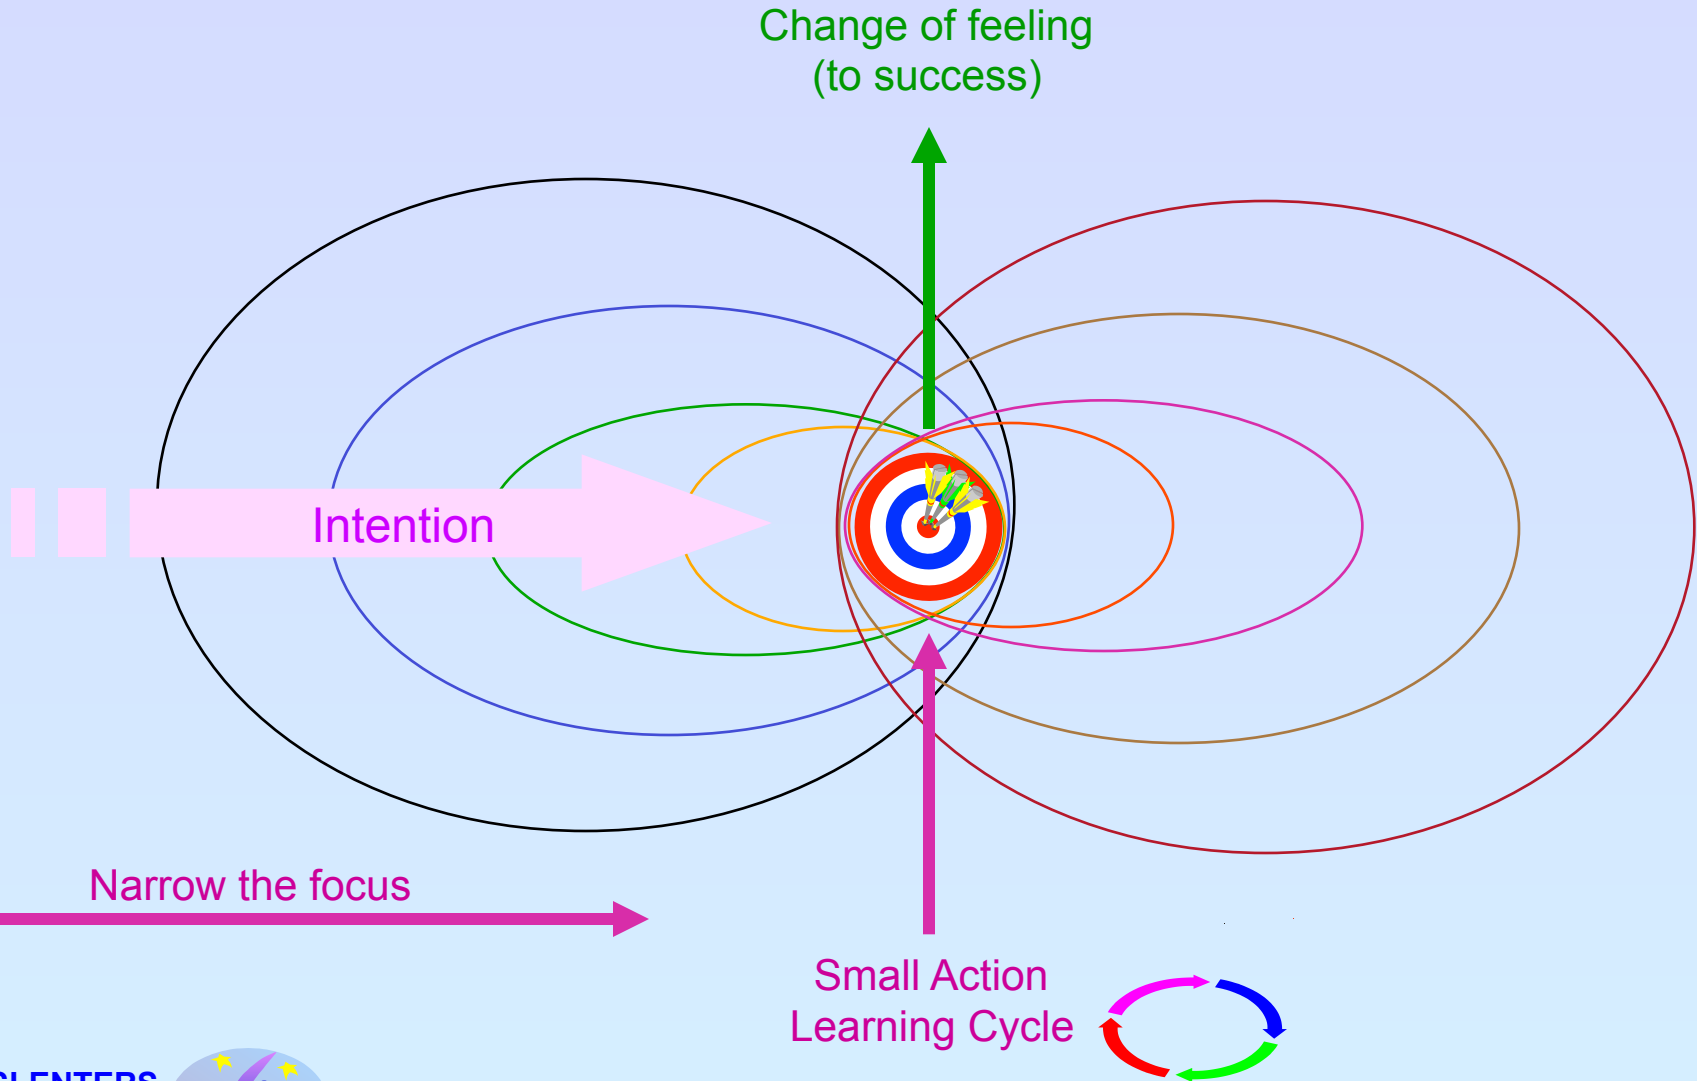 Change of feeling
(to success)
Intention
Narrow the focus
Small Action
Learning Cycle